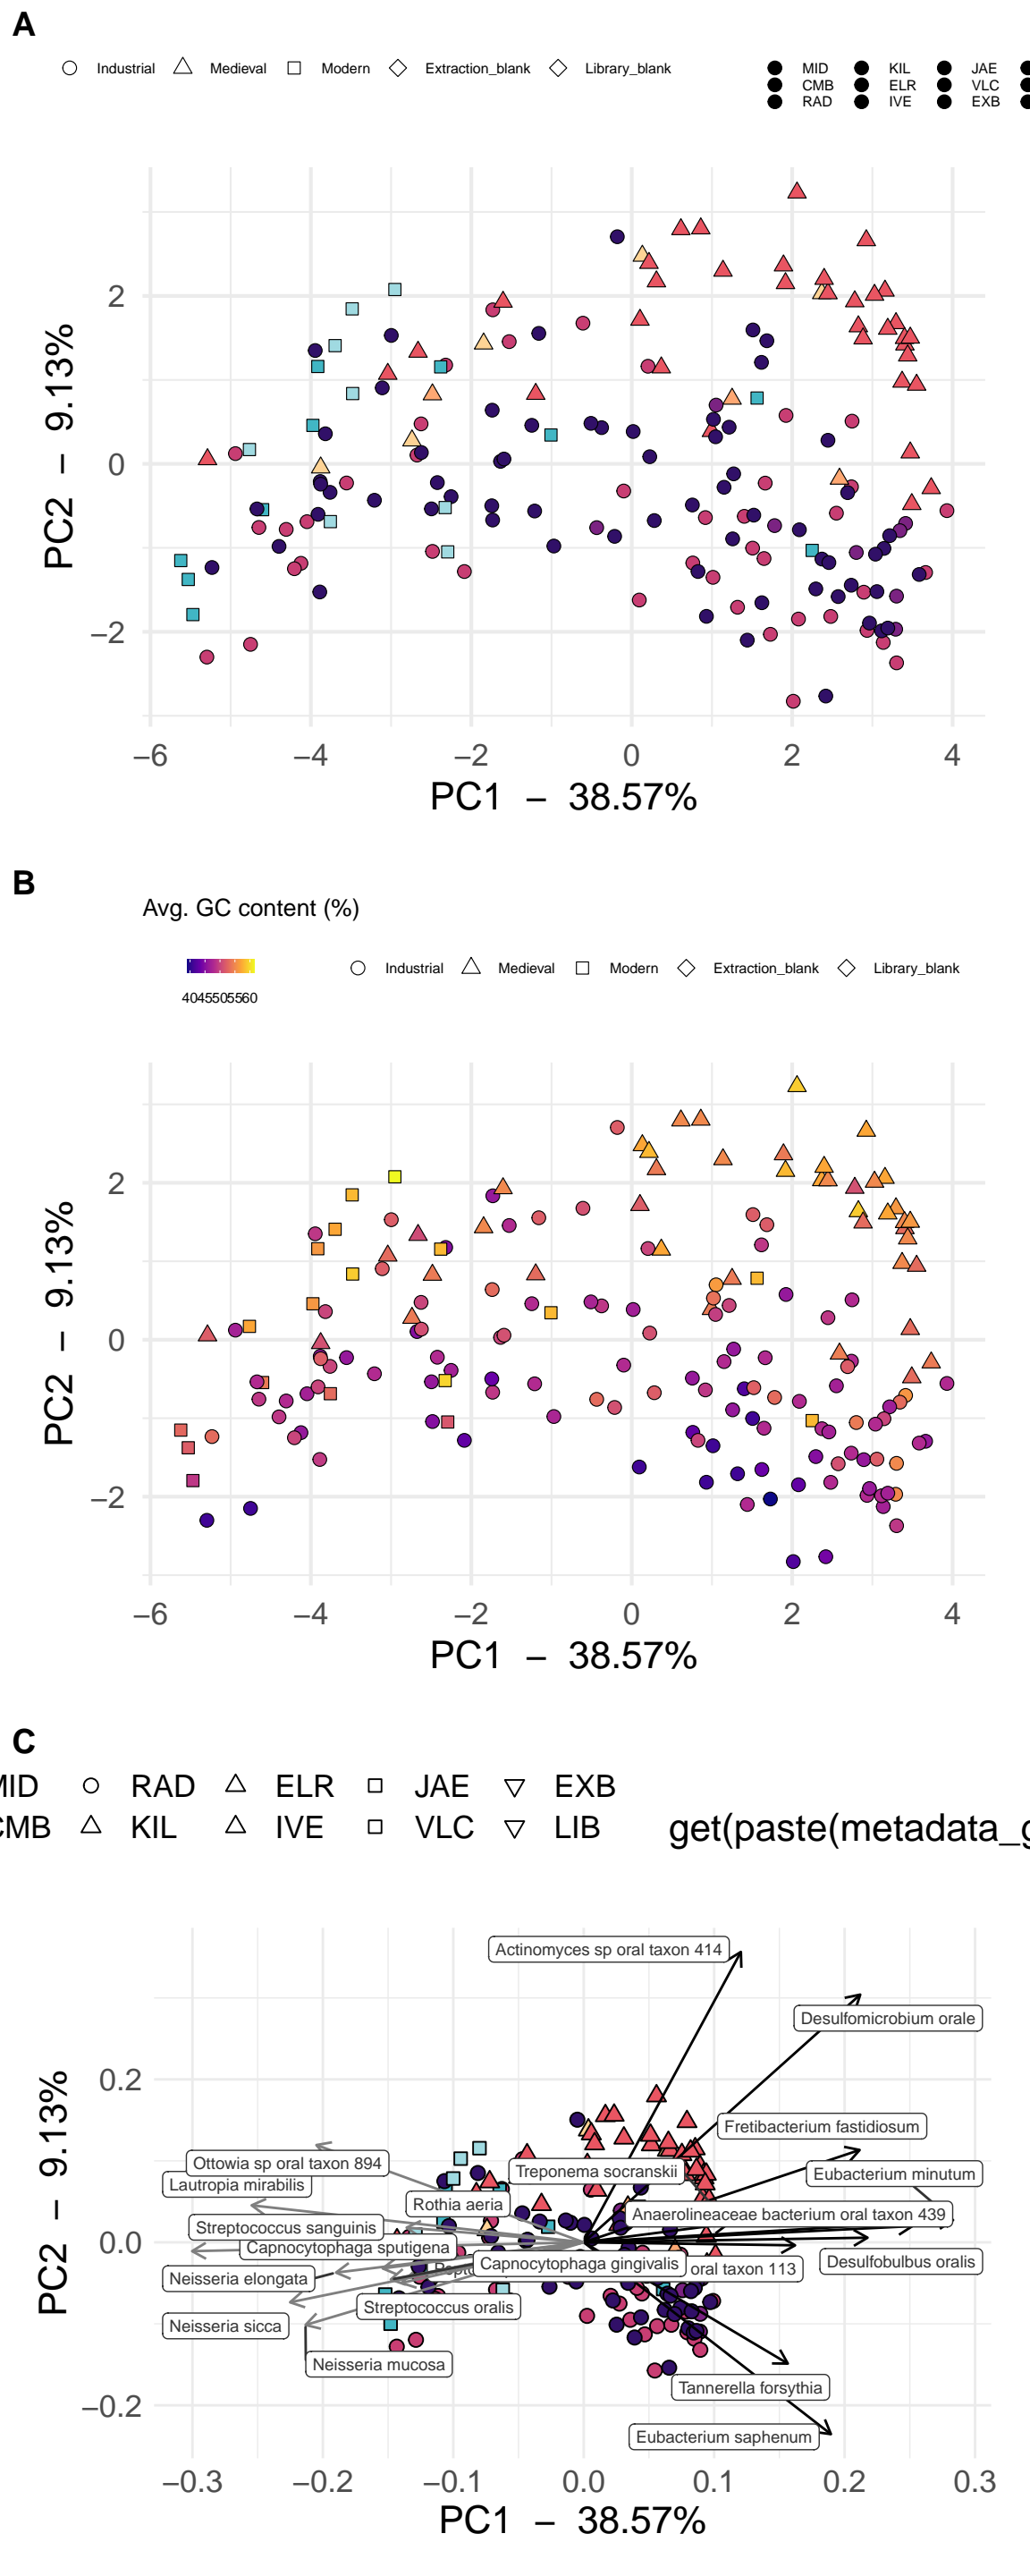 A
Industrial Medieval Modern Extraction_blank Library_blank
MID KIL JAE
CMB ELR VLC
RAD IVE EXB
2
0
−2
PC2 − 9.13%
−6 −4 −2 0 2 4
PC1 − 38.57%
B
Avg. GC content (%)
4045505560
Industrial Medieval Modern Extraction_blank Library_blank
2
0
−2
PC2 − 9.13%
−6 −4 −2 0 2 4
PC1 − 38.57%
C
MID RAD ELR JAE EXB
CMB KIL IVE VLC LIB
get(paste(metadata_g
Actinomyces sp oral taxon 414
Desulfomicrobium orale
0.2
Fretibacterium fastidiosum
Ottowia sp oral taxon 894
Treponema socranskii
Eubacterium minutum
Lautropia mirabilis
Rothia aeria
Anaerolineaceae bacterium oral taxon 439
Streptococcus sanguinis
0.0
Capnocytophaga sputigena
Capnocytophaga gingivalis
Desulfobulbus oralis
oral taxon 113
Neisseria elongata
Streptococcus oralis
Neisseria sicca
Neisseria mucosa
Tannerella forsythia
−0.2
Eubacterium saphenum
PC2 − 9.13%
−0.3 −0.2 −0.1 0.0 0.1 0.2 0.3
PC1 − 38.57%